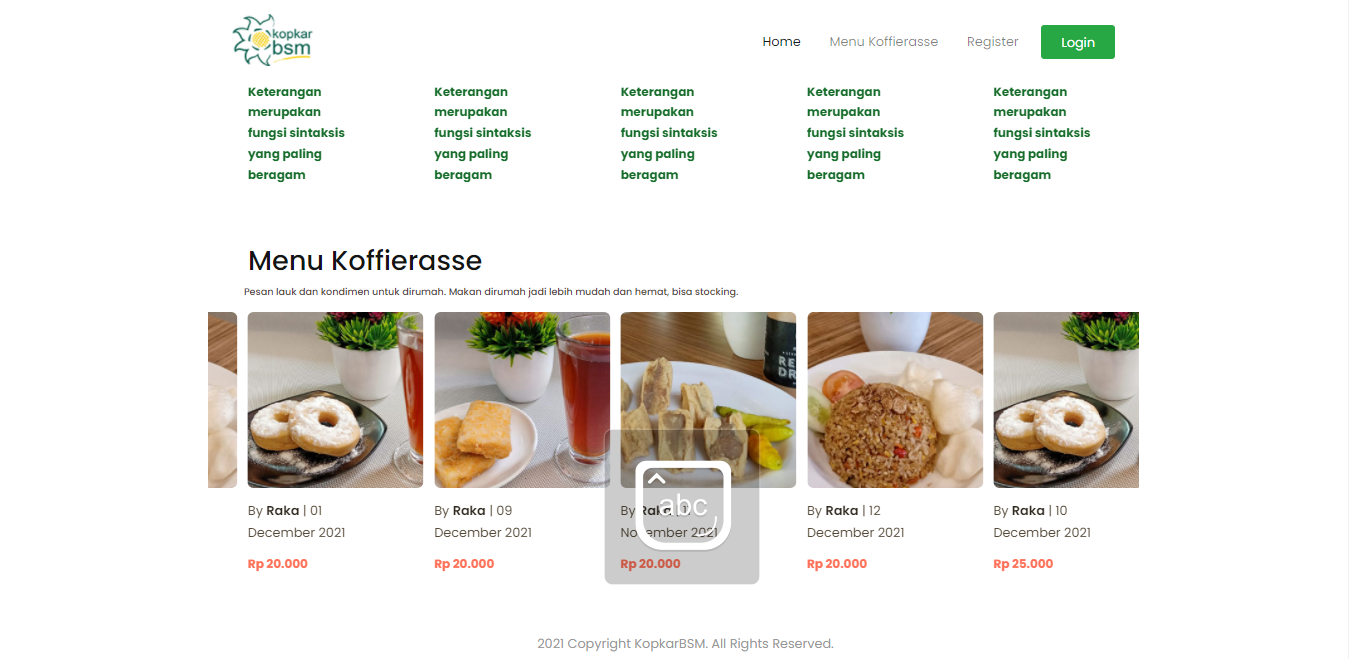 kopkar
bsm
Home
Menu Koffierasse
Register
Login
Keterangan
merupakan
fungsi sintaksis
yang paling
beragam
Keterangan
merupakan
fungsi sintaksis
yang paling
beragam
Keterangan
merupakan
fungsi sintaksis
yang paling
beragam
Keterangan
merupakan
fungsi sintaksis
yang paling
beragam
Keterangan
merupakan
fungsi sintaksis
yang paling
beragam
Menu Koffierasse
Pesan lauk dan kondimen untuk dirumah. Makan dirumah jadi lebih mudah dan hemat, bisa stocking.
By Raka | 01
December 2021
Rp 20.000
By Raka | 09
December 2021
Rp 20.000
By Raka |
November 2021
Rp 20.000
abc
By Raka | 12
December 2021
Rp 20.000
By Raka | 10
December 2021
Rp 25.000
2021 Copyright KopkarBSM. All Rights Reserved.